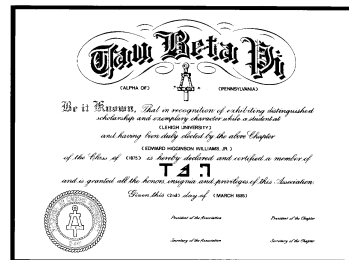 Tau Beta Pi
(ALPHA OF) (PENNSYLVANIA)
Be it Known, That in recognition of exhibiting distinguished
scholarship and exemplary character while a student at
(LEHIGH UNIVERSITY)
and having been duly elected by the above Chapter
(EDWARD HIGGINSON WILLIAMS JR.)
of the Class of (1875) is hereby declared and certified a member of
and is granted all the honors, insignia and privileges of this Association.
Given this (2nd) day of (MARCH 1885)
President of the Association President of the Chapter
Secretary of the Association Secretary of the Chapter